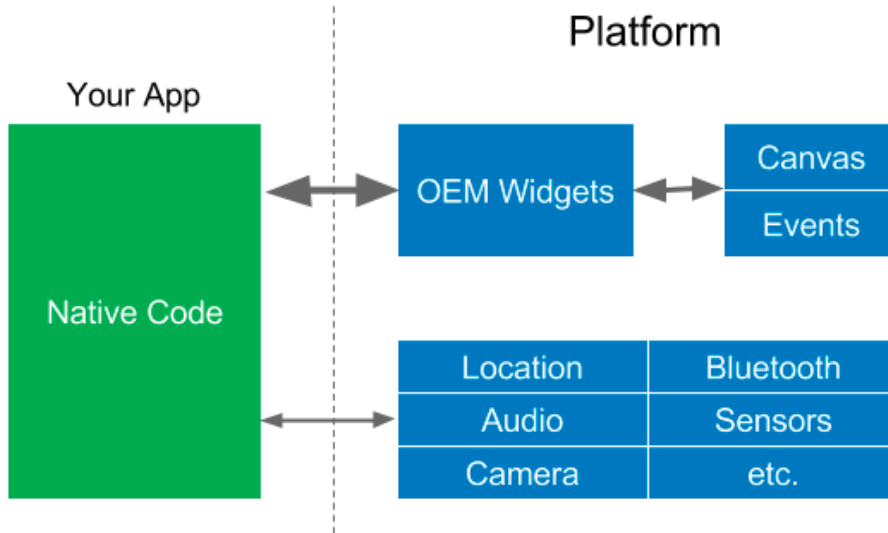 Platform
Your App
Native Code
OEM Widgets
Canvas
Events
Location
Bluetooth
Audio
Sensors
Camera
etc.